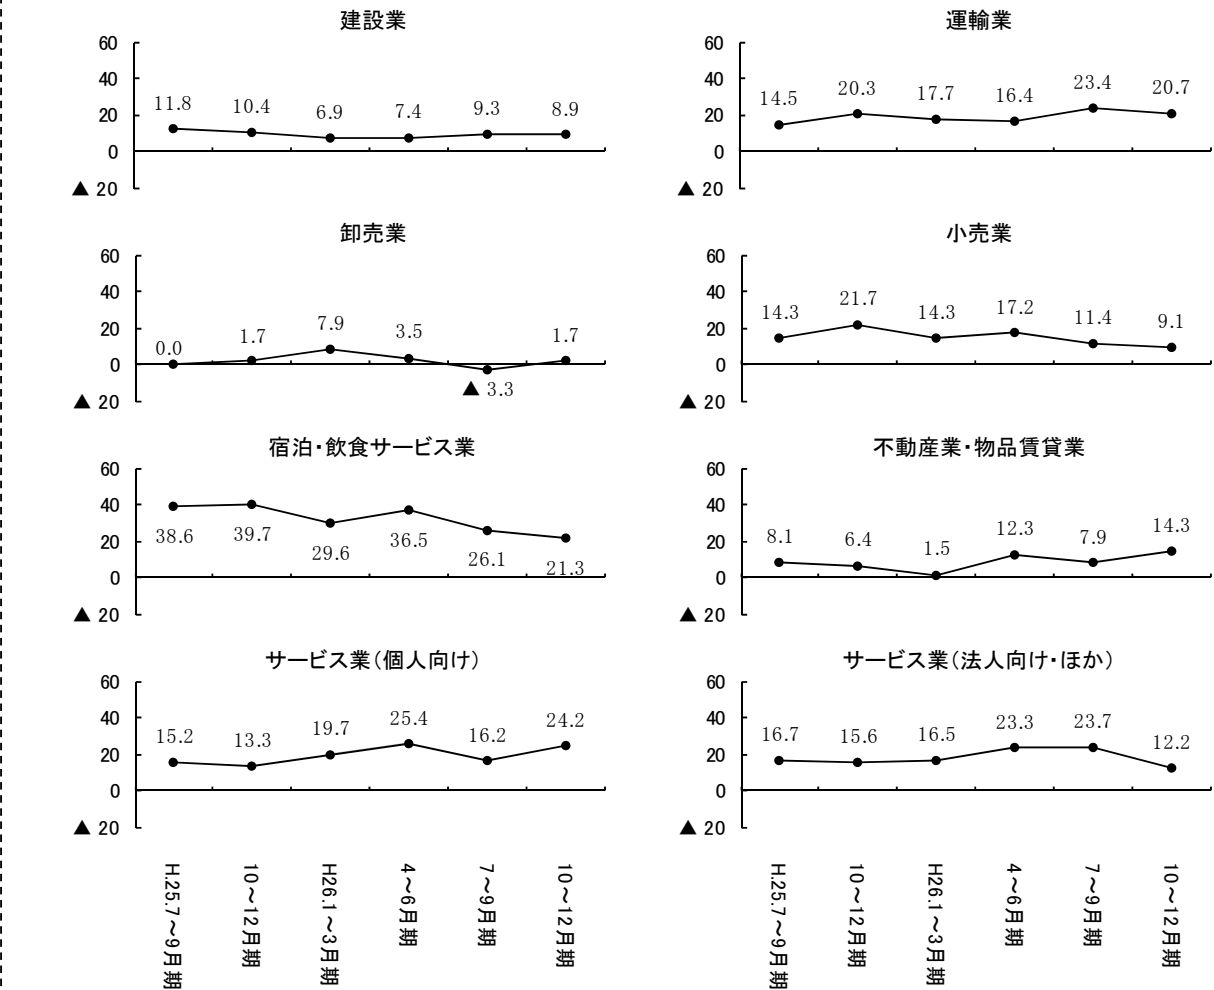 建設業
60
40
20
0
▲ 20
11.8 10.4 6.9 7.4 9.3 8.9
運輸業
60
40
20
0
▲ 20
14.5 20.3 17.7 16.4 23.4 20.7
卸売業
60
40
20
0
▲ 20
0.0 1.7 7.9 3.5 ▲ 3.3 1.7
小売業
60
40
20
0
▲ 20
14.3 21.7 14.3 17.2 11.4 9.1
宿泊・飲食サービス業
60
40
20
0
▲ 20
38.6 39.7 29.6 36.5 26.1 21.3
不動産業・物品賃貸業
60
40
20
0
▲ 20
8.1 6.4 1.5 12.3 7.9 14.3
サービス業(個人向け)
60
40
20
0
▲ 20
15.2 13.3 19.7 25.4 16.2 24.2
サービス業(法人向け・ほか)
60
40
20
0
▲ 20
16.7 15.6 16.5 23.3 23.7 12.2
H.25.7～9月期
10～12月期
H26.1～3月期
4～6月期
7～9月期
10～12月期
H.25.7～9月期
10～12月期
H26.1～3月期
4～6月期
7～9月期
10～12月期